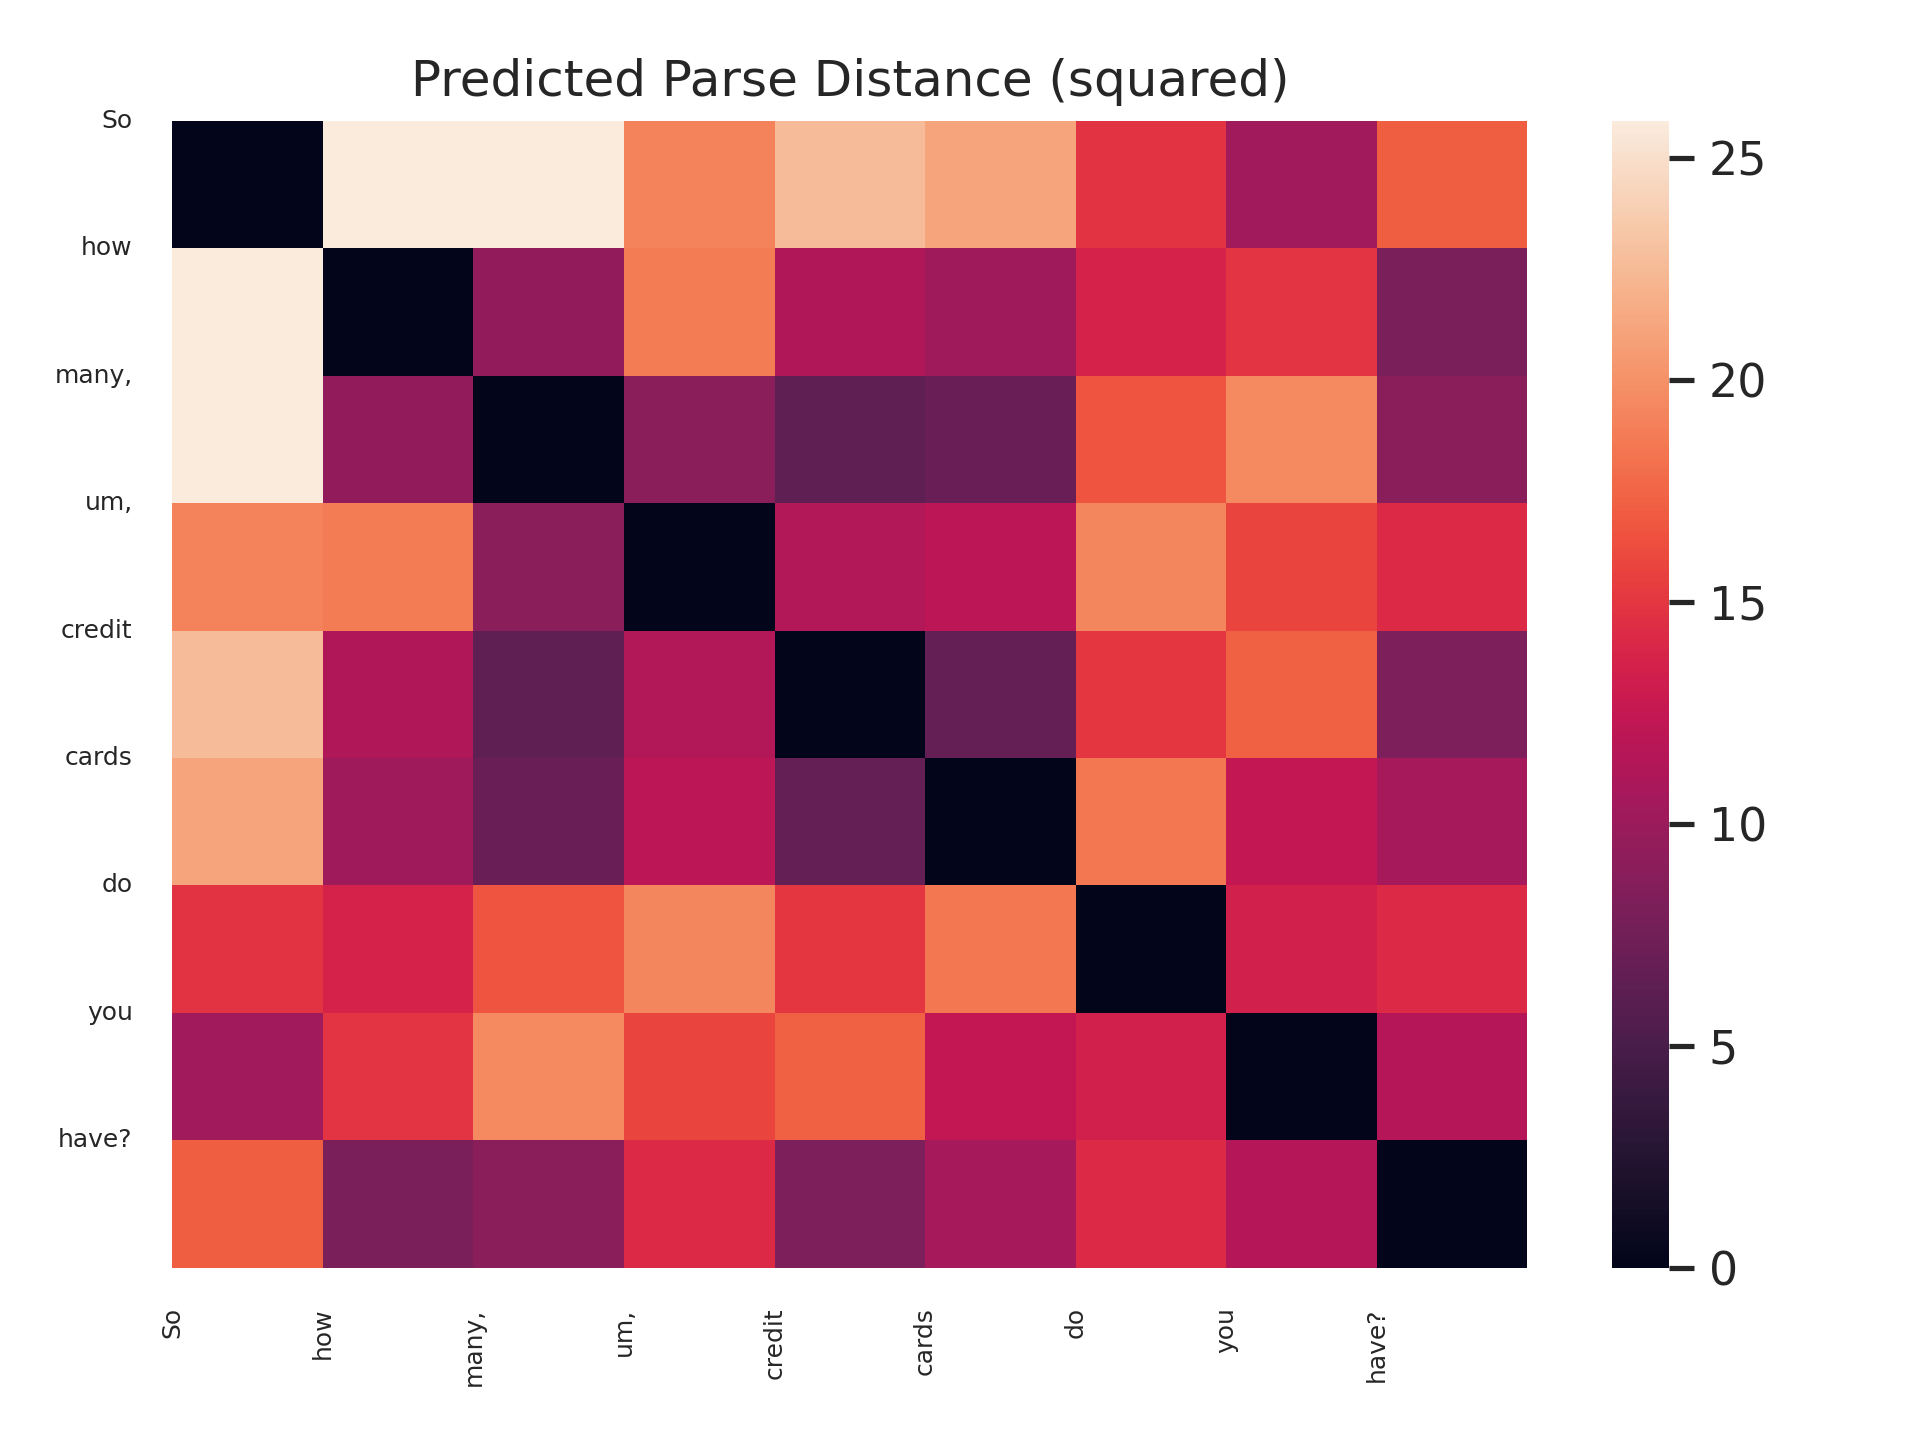 Predicted Parse Distance (squared)
So
how
many,
um,
credit
cards
do
you
have?
So
how
many,
um,
credit
cards
do
you
have?
25
20
15
10
5
0